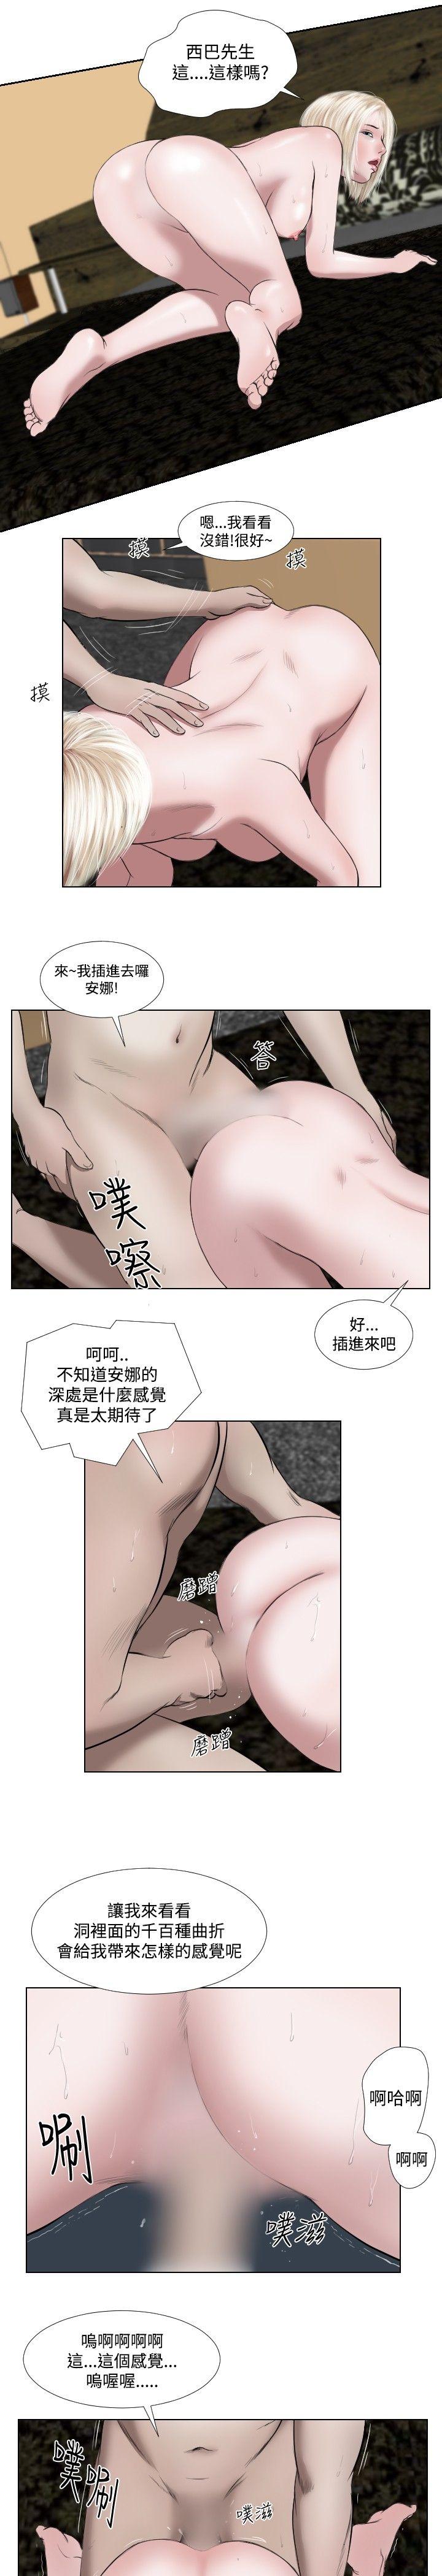 西巴先生
這....這樣嗎?
嗯...我看看
沒錯!很好~
摸
摸
摸
來~我插進去囉
安娜!
答
噗嚓
好...
插進來吧
呵呵..
不知道安娜的
深處是什麼感覺
真是太期待了
磨蹭
磨蹭
讓我來看看
洞裡面的千百種曲折
會給我帶來怎樣的感覺呢
啊哈啊
啊啊
唰
噗滋
嗚啊啊啊啊
這...這個感覺...
嗚喔喔.....
噗唰
噗滋